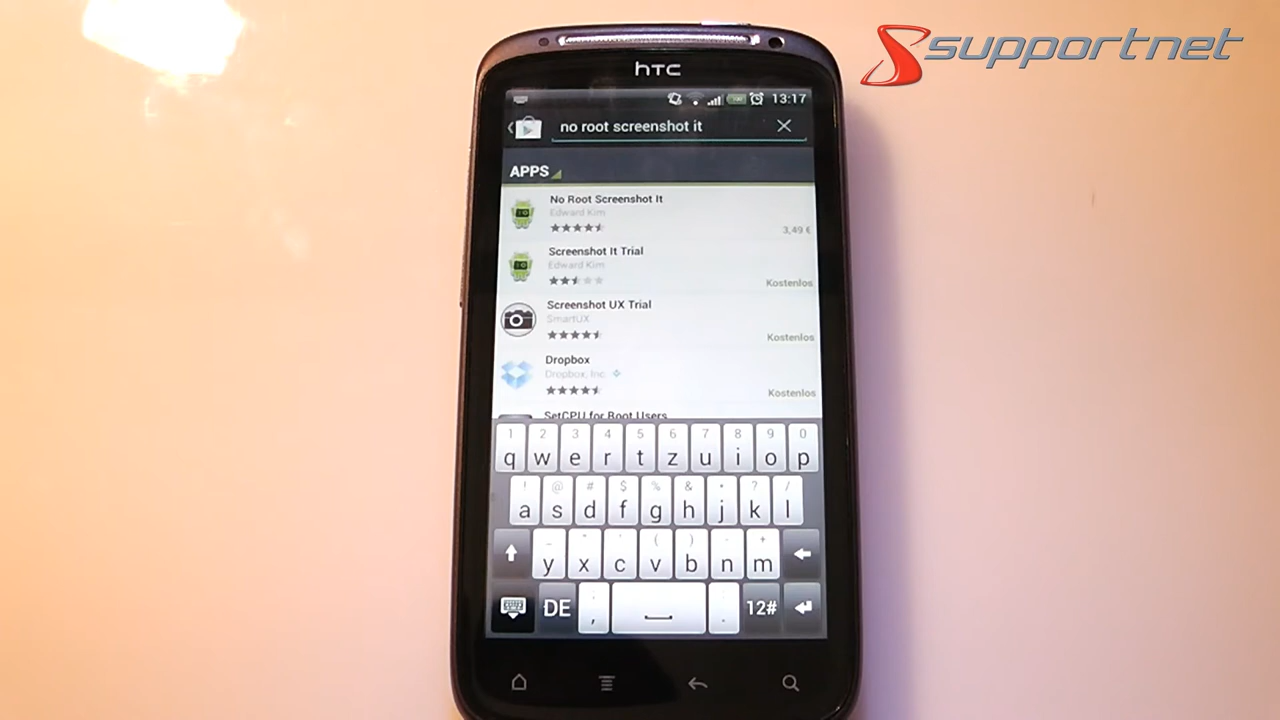 supportnet
hTC
13:17
no root screenshot it
APPS
No Root Screenshot It
Edward Kim
3,49 €
Screenshot It Trial
Edward Kim
Kostenlos
Screenshot UX Trial
SmartUX
Kostenlos
Dropbox
Dropbox, Inc.
Kostenlos
SetCPU for Root Users
1 2 3 4 5 6 7 8 9 0
q w e r t z u i o p
! @ # $ % & * ? /
a s d f g h j k l
_ " ' ( ) - +
y x c v b n m
DE , . 12#